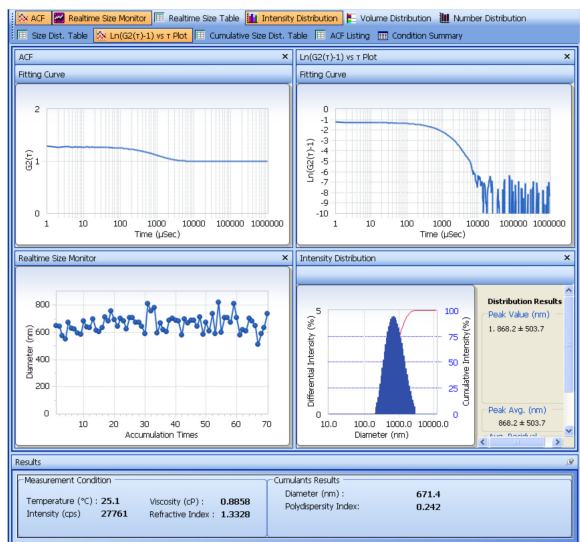 ACF Realtime Size Monitor Realtime Size Table Intensity Distribution Volume Distribution Number Distribution
Size Dist. Table Ln(G2(τ)-1) vs τ Plot Cumulative Size Dist. Table ACF Listing Condition Summary
ACF ×
Fitting Curve
G2(τ)
2
1
0
1 10 100 1000 10000 100000 1000000
Time (µSec)
Ln(G2(τ)-1) vs τ Plot ×
Fitting Curve
Ln(G2(τ)-1)
0
-1
-2
-3
-4
-5
-6
-7
-8
-9
-10
1 10 100 1000 10000 100000 1000000
Time (µSec)
Realtime Size Monitor ×
Diameter (nm)
800
600
400
200
0
10 20 30 40 50 60 70
Accumulation Times
Intensity Distribution ×
Differential Intensity (%)
5
0
100
75
50
25
0
Cumulative Intensity(%)
10.0 100.0 1000.0 10000.0
Diameter (nm)
Distribution Results
Peak Value (nm)
1. 868.2 ± 503.7
Peak Avg. (nm)
868.2 ± 503.7
Avg. Residual
Results
Measurement Condition
Temperature (°C) : 25.1 Viscosity (cP) : 0.8858
Intensity (cps) 27761 Refractive Index : 1.3328
Cumulants Results
Diameter (nm) : 671.4
Polydispersity Index: 0.242